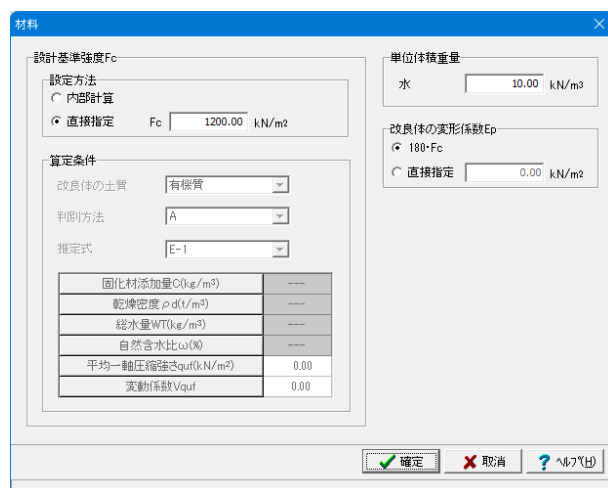 材料
設計基準強度Fc
設定方法
内部計算
直接指定 Fc 1200.00 kN/m²
算定条件
改良体の土質 有機質
判別方法 A
推定式 E-1
固化材添加量C(kg/m³) ---
乾燥密度ρd(t/m³) ---
総水量WT(kg/m³) ---
自然含水比ω(%) ---
平均一軸圧縮強さquf(kN/m²) 0.00
変動係数Vquf 0.00
単位体積重量
水 10.00 kN/m³
改良体の変形係数Ep
180・Fc
直接指定 0.00 kN/m²
確定 取消 ? ヘルプ(H)